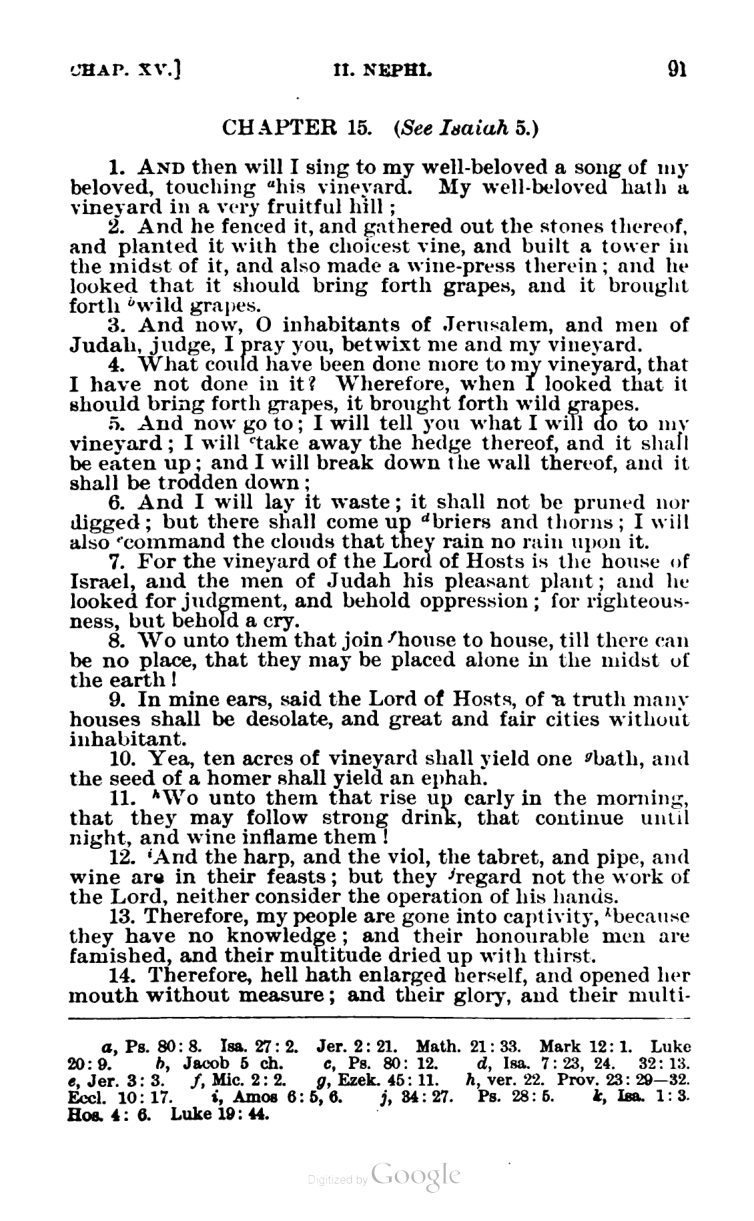 CHAP. XV.] II. NEPHI. 91
CHAPTER 15. (See Isaiah 5.)
1. AND then will I sing to my well-beloved a song of my
beloved, touching ᵃhis vineyard. My well-beloved hath a
vineyard in a very fruitful hill;
2. And he fenced it, and gathered out the stones thereof,
and planted it with the choicest vine, and built a tower in
the midst of it, and also made a wine-press therein; and he
looked that it should bring forth grapes, and it brought
forth ᵇwild grapes.
3. And now, O inhabitants of Jerusalem, and men of
Judah, judge, I pray you, betwixt me and my vineyard.
4. What could have been done more to my vineyard, that
I have not done in it? Wherefore, when I looked that it
should bring forth grapes, it brought forth wild grapes.
5. And now go to; I will tell you what I will do to my
vineyard; I will ᶜtake away the hedge thereof, and it shall
be eaten up; and I will break down the wall thereof, and it
shall be trodden down;
6. And I will lay it waste; it shall not be pruned nor
digged; but there shall come up ᵈbriers and thorns; I will
also ᵉcommand the clouds that they rain no rain upon it.
7. For the vineyard of the Lord of Hosts is the house of
Israel, and the men of Judah his pleasant plant; and he
looked for judgment, and behold oppression; for righteous-
ness, but behold a cry.
8. Wo unto them that join ᶠhouse to house, till there can
be no place, that they may be placed alone in the midst of
the earth!
9. In mine ears, said the Lord of Hosts, of a truth many
houses shall be desolate, and great and fair cities without
inhabitant.
10. Yea, ten acres of vineyard shall yield one ᵍbath, and
the seed of a homer shall yield an ephah.
11. ʰWo unto them that rise up early in the morning,
that they may follow strong drink, that continue until
night, and wine inflame them!
12. ⁱAnd the harp, and the viol, the tabret, and pipe, and
wine are in their feasts; but they ʲregard not the work of
the Lord, neither consider the operation of his hands.
13. Therefore, my people are gone into captivity, ᵏbecause
they have no knowledge; and their honourable men are
famished, and their multitude dried up with thirst.
14. Therefore, hell hath enlarged herself, and opened her
mouth without measure; and their glory, and their multi-
a, Ps. 80: 8. Isa. 27: 2. Jer. 2: 21. Math. 21: 33. Mark 12: 1. Luke
20: 9. b, Jacob 5 ch. c, Ps. 80: 12. d, Isa. 7: 23, 24. 32: 13.
e, Jer. 3: 3. f, Mic. 2: 2. g, Ezek. 45: 11. h, ver. 22. Prov. 23: 29—32.
Eccl. 10: 17. i, Amos 6: 5, 6. j, 34: 27. Ps. 28: 5. k, Isa. 1: 3.
Hos. 4: 6. Luke 19: 44.
Digitized by Google